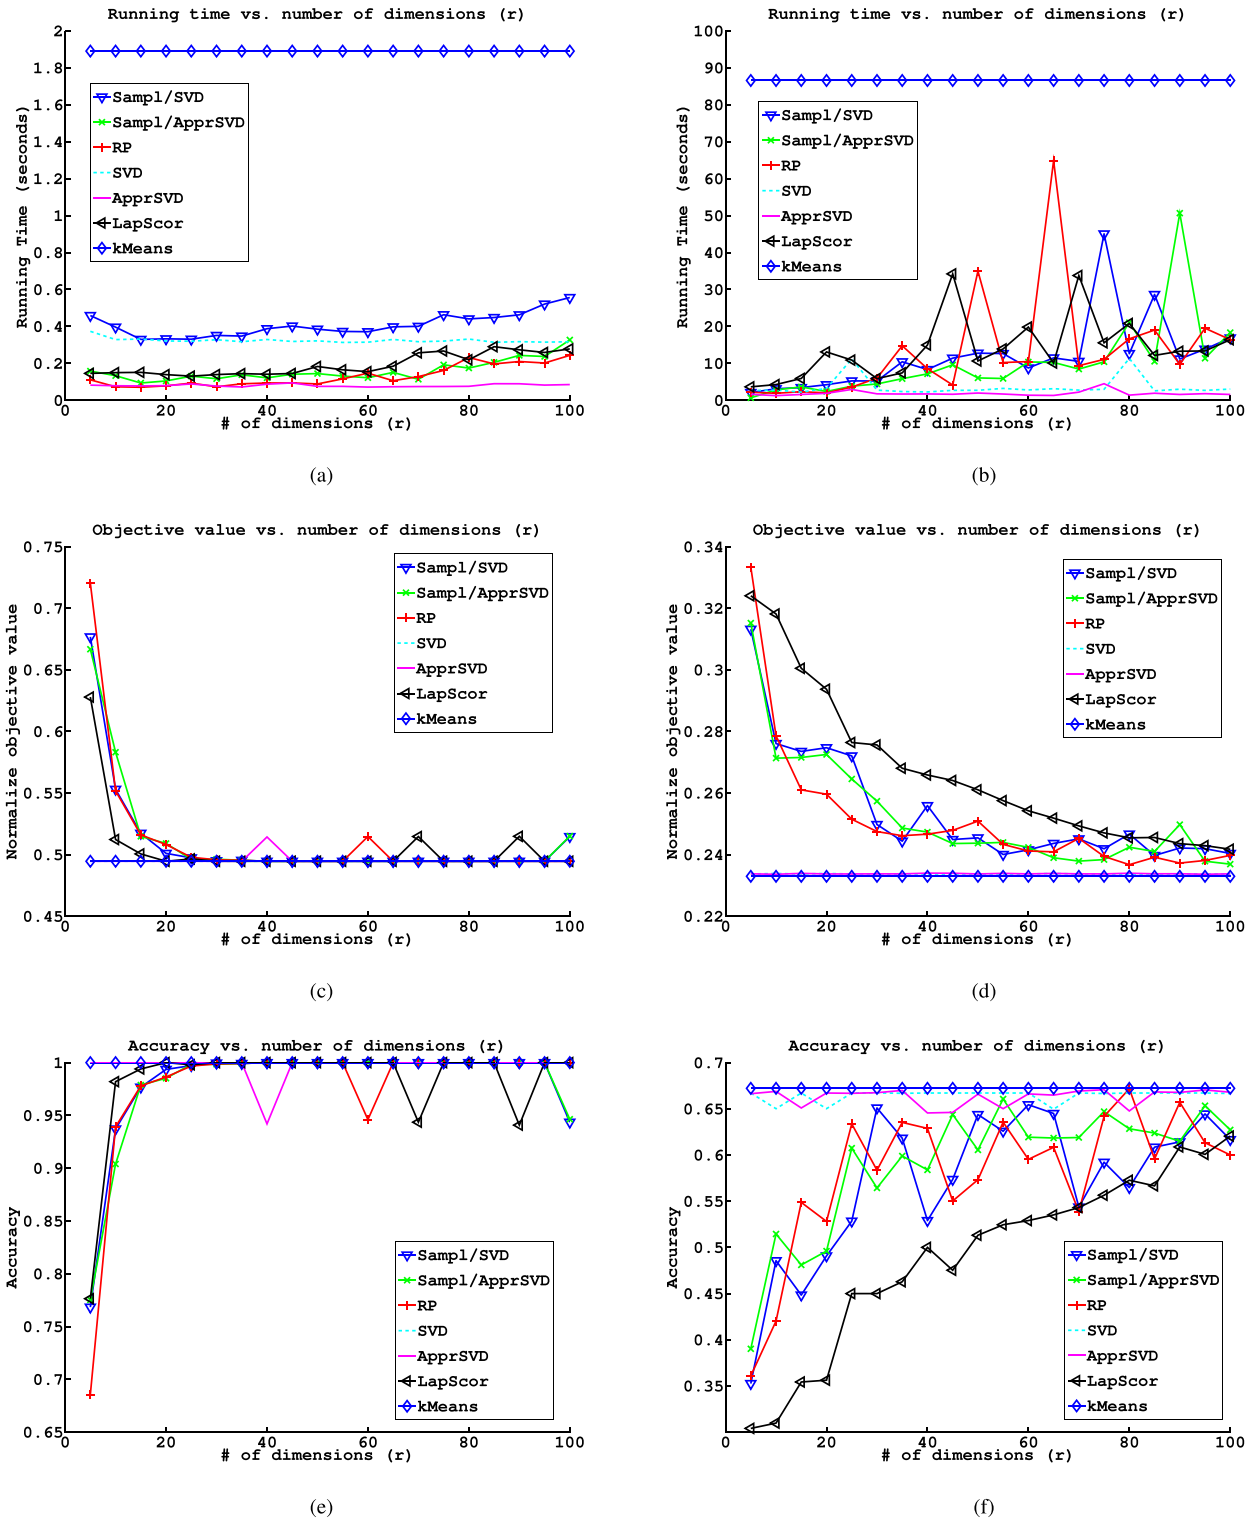 Running time vs. number of dimensions (r)
2
1.8
1.6
1.4
1.2
1
0.8
0.6
0.4
0.2
0
Running Time (seconds)
Sampl/SVD
Sampl/ApprSVD
RP
SVD
ApprSVD
LapScor
kMeans
0 20 40 60 80 100
# of dimensions (r)
(a)
Running time vs. number of dimensions (r)
100
90
80
70
60
50
40
30
20
10
0
Running Time (seconds)
Sampl/SVD
Sampl/ApprSVD
RP
SVD
ApprSVD
LapScor
kMeans
0 20 40 60 80 100
# of dimensions (r)
(b)
Objective value vs. number of dimensions (r)
0.75
0.7
0.65
0.6
0.55
0.5
0.45
Normalize objective value
Sampl/SVD
Sampl/ApprSVD
RP
SVD
ApprSVD
LapScor
kMeans
0 20 40 60 80 100
# of dimensions (r)
(c)
Objective value vs. number of dimensions (r)
0.34
0.32
0.3
0.28
0.26
0.24
0.22
Normalize objective value
Sampl/SVD
Sampl/ApprSVD
RP
SVD
ApprSVD
LapScor
kMeans
0 20 40 60 80 100
# of dimensions (r)
(d)
Accuracy vs. number of dimensions (r)
1
0.95
0.9
0.85
0.8
0.75
0.7
0.65
Accuracy
Sampl/SVD
Sampl/ApprSVD
RP
SVD
ApprSVD
LapScor
kMeans
0 20 40 60 80 100
# of dimensions (r)
(e)
Accuracy vs. number of dimensions (r)
0.7
0.65
0.6
0.55
0.5
0.45
0.4
0.35
Accuracy
Sampl/SVD
Sampl/ApprSVD
RP
SVD
ApprSVD
LapScor
kMeans
0 20 40 60 80 100
# of dimensions (r)
(f)